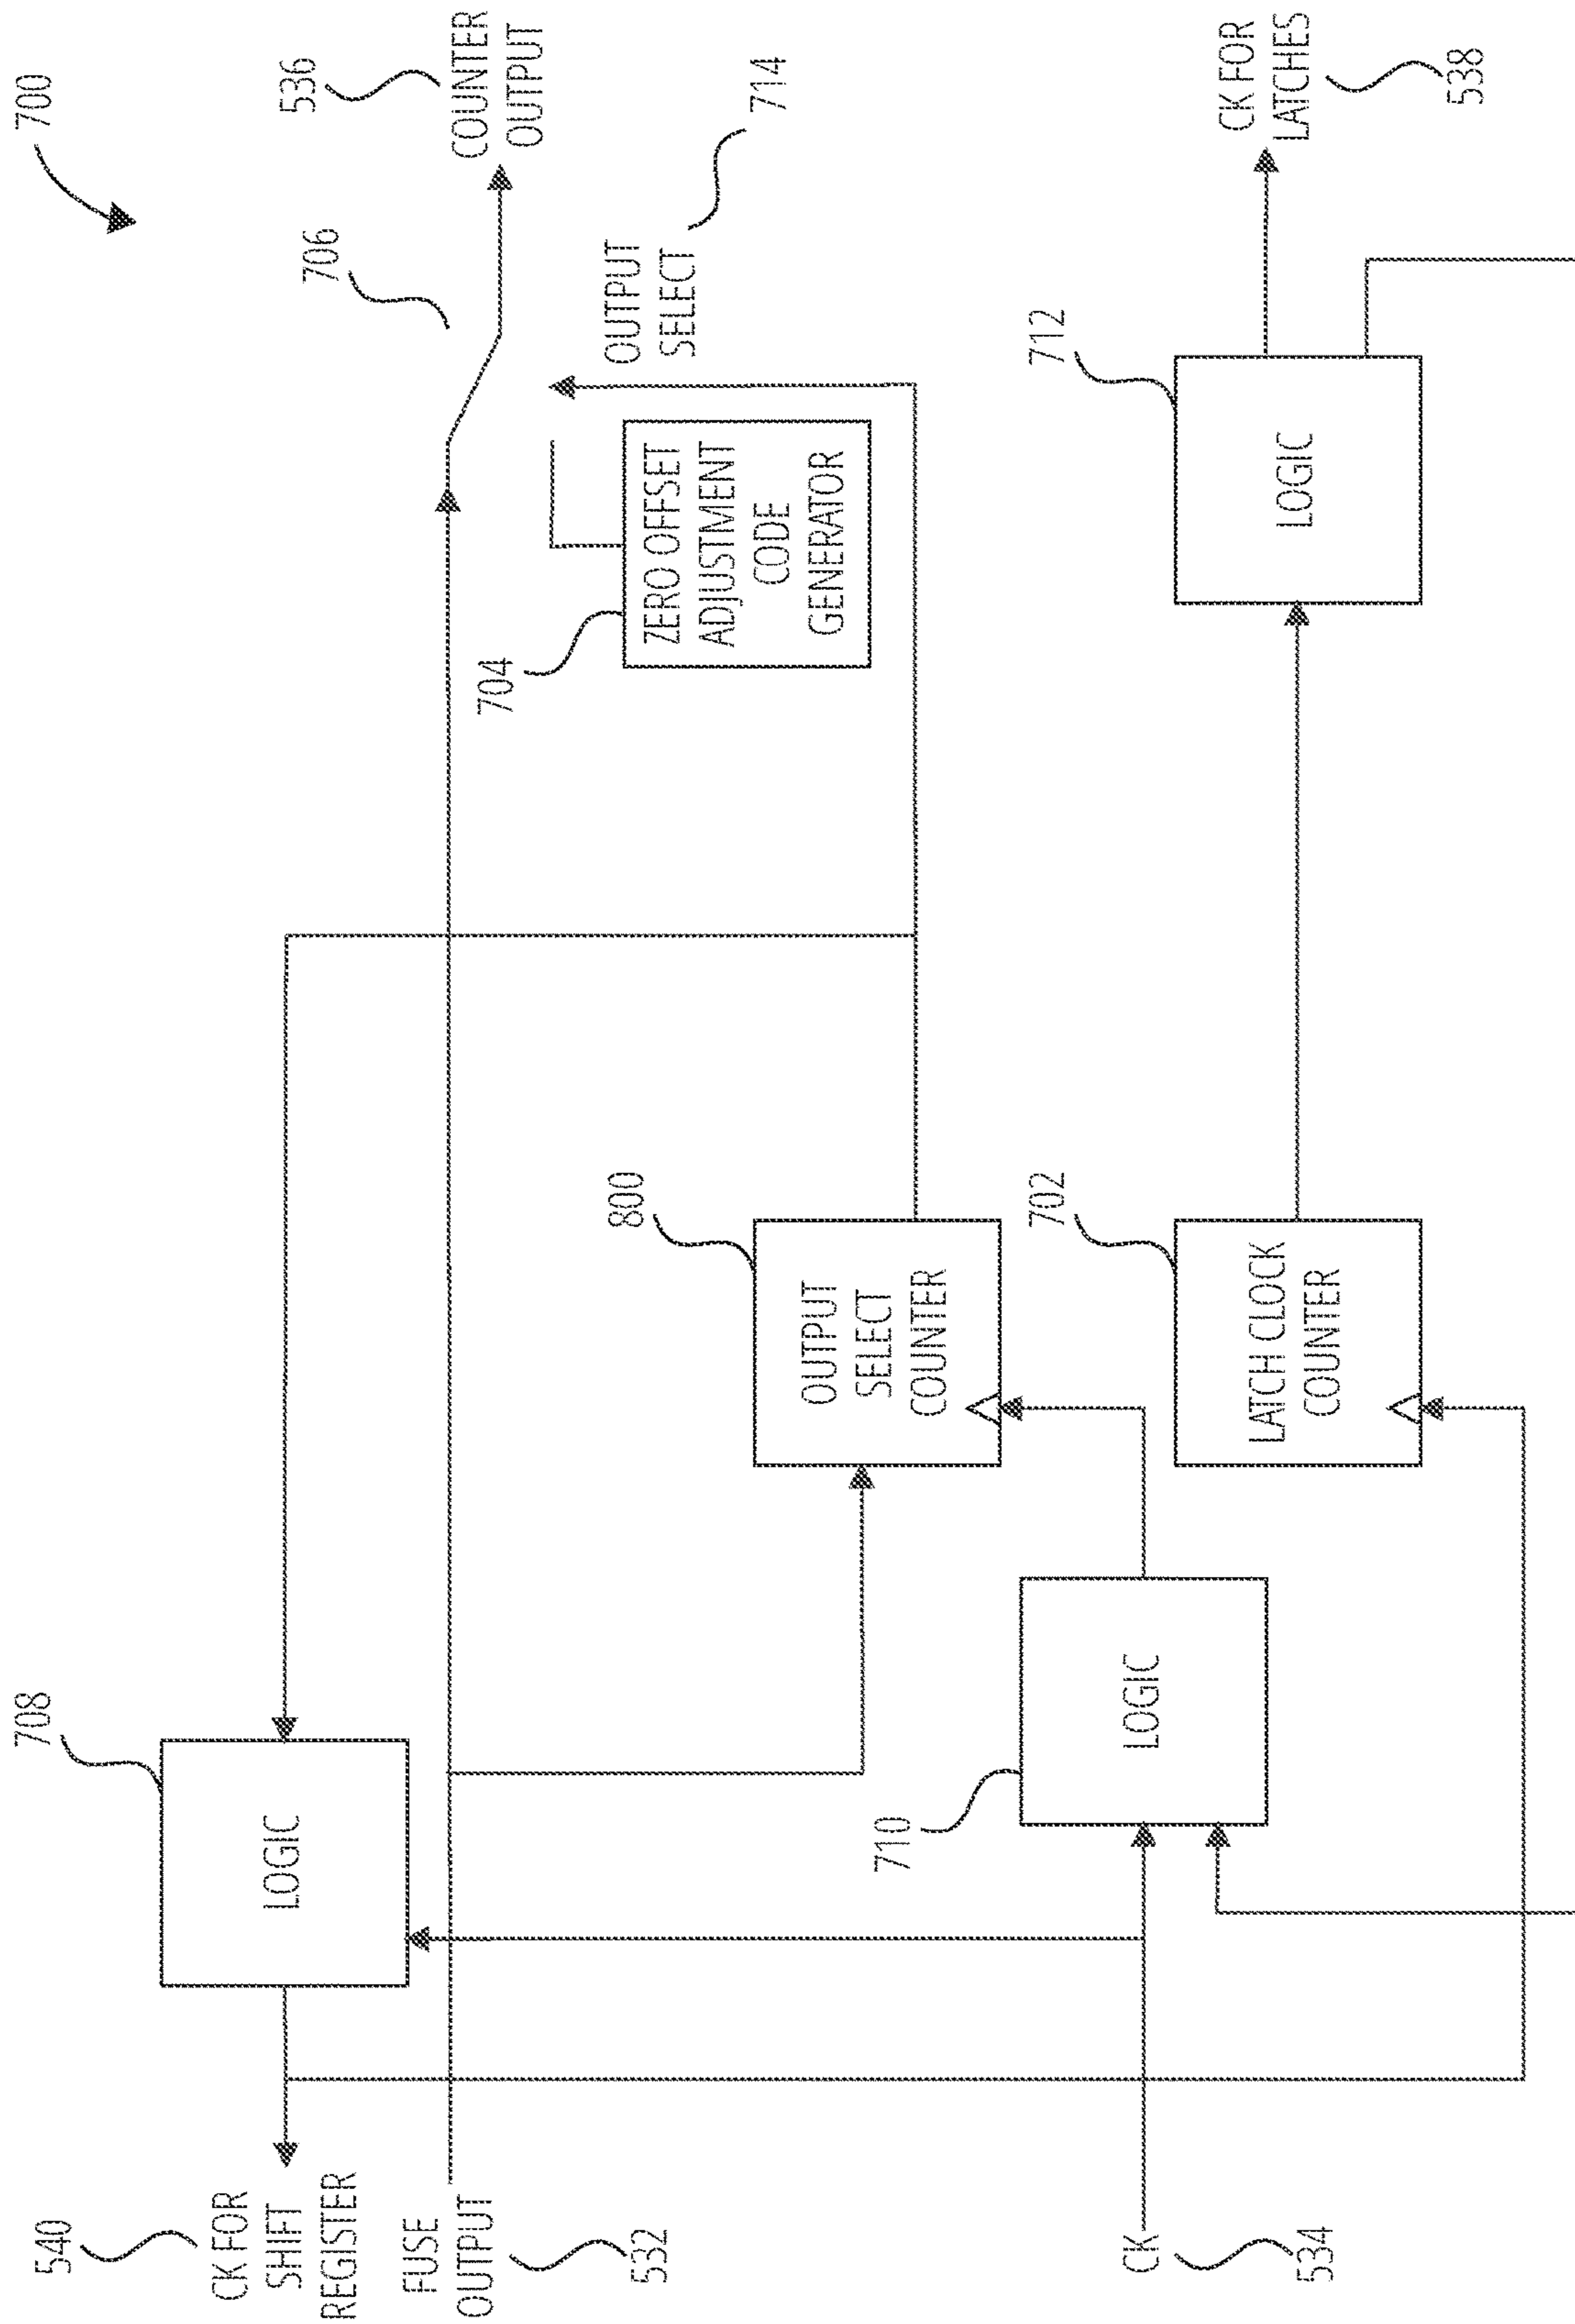 700
708
LOGIC
540
CK FOR
SHIFT
REGISTER
FUSE
OUTPUT
532
706
536
COUNTER
OUTPUT
OUTPUT
SELECT
714
704
ZERO OFFSET
ADJUSTMENT
CODE
GENERATOR
800
OUTPUT
SELECT
COUNTER
710
LOGIC
CK
534
702
LATCH CLOCK
COUNTER
712
LOGIC
CK FOR
LATCHES
538